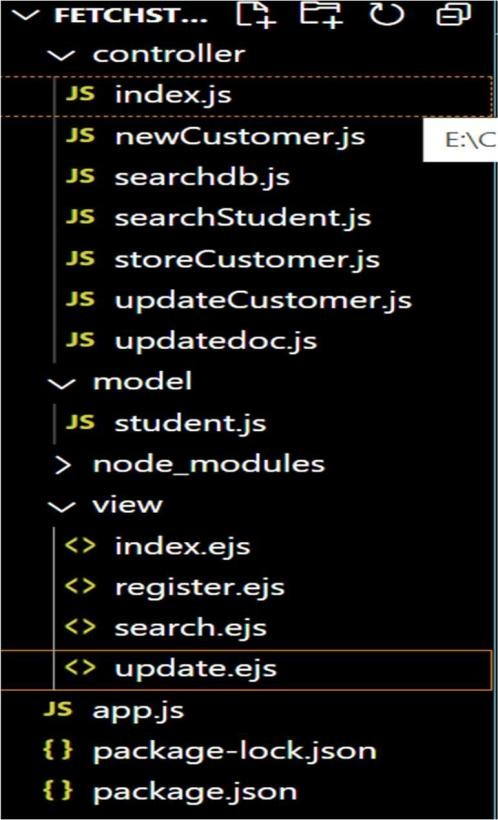 FETCHST...
controller
JS index.js
JS newCustomer.js
E:\C
JS searchdb.js
JS searchStudent.js
JS storeCustomer.js
JS updateCustomer.js
JS updatedoc.js
model
JS student.js
node_modules
view
<> index.ejs
<> register.ejs
<> search.ejs
<> update.ejs
JS app.js
{} package-lock.json
{} package.json